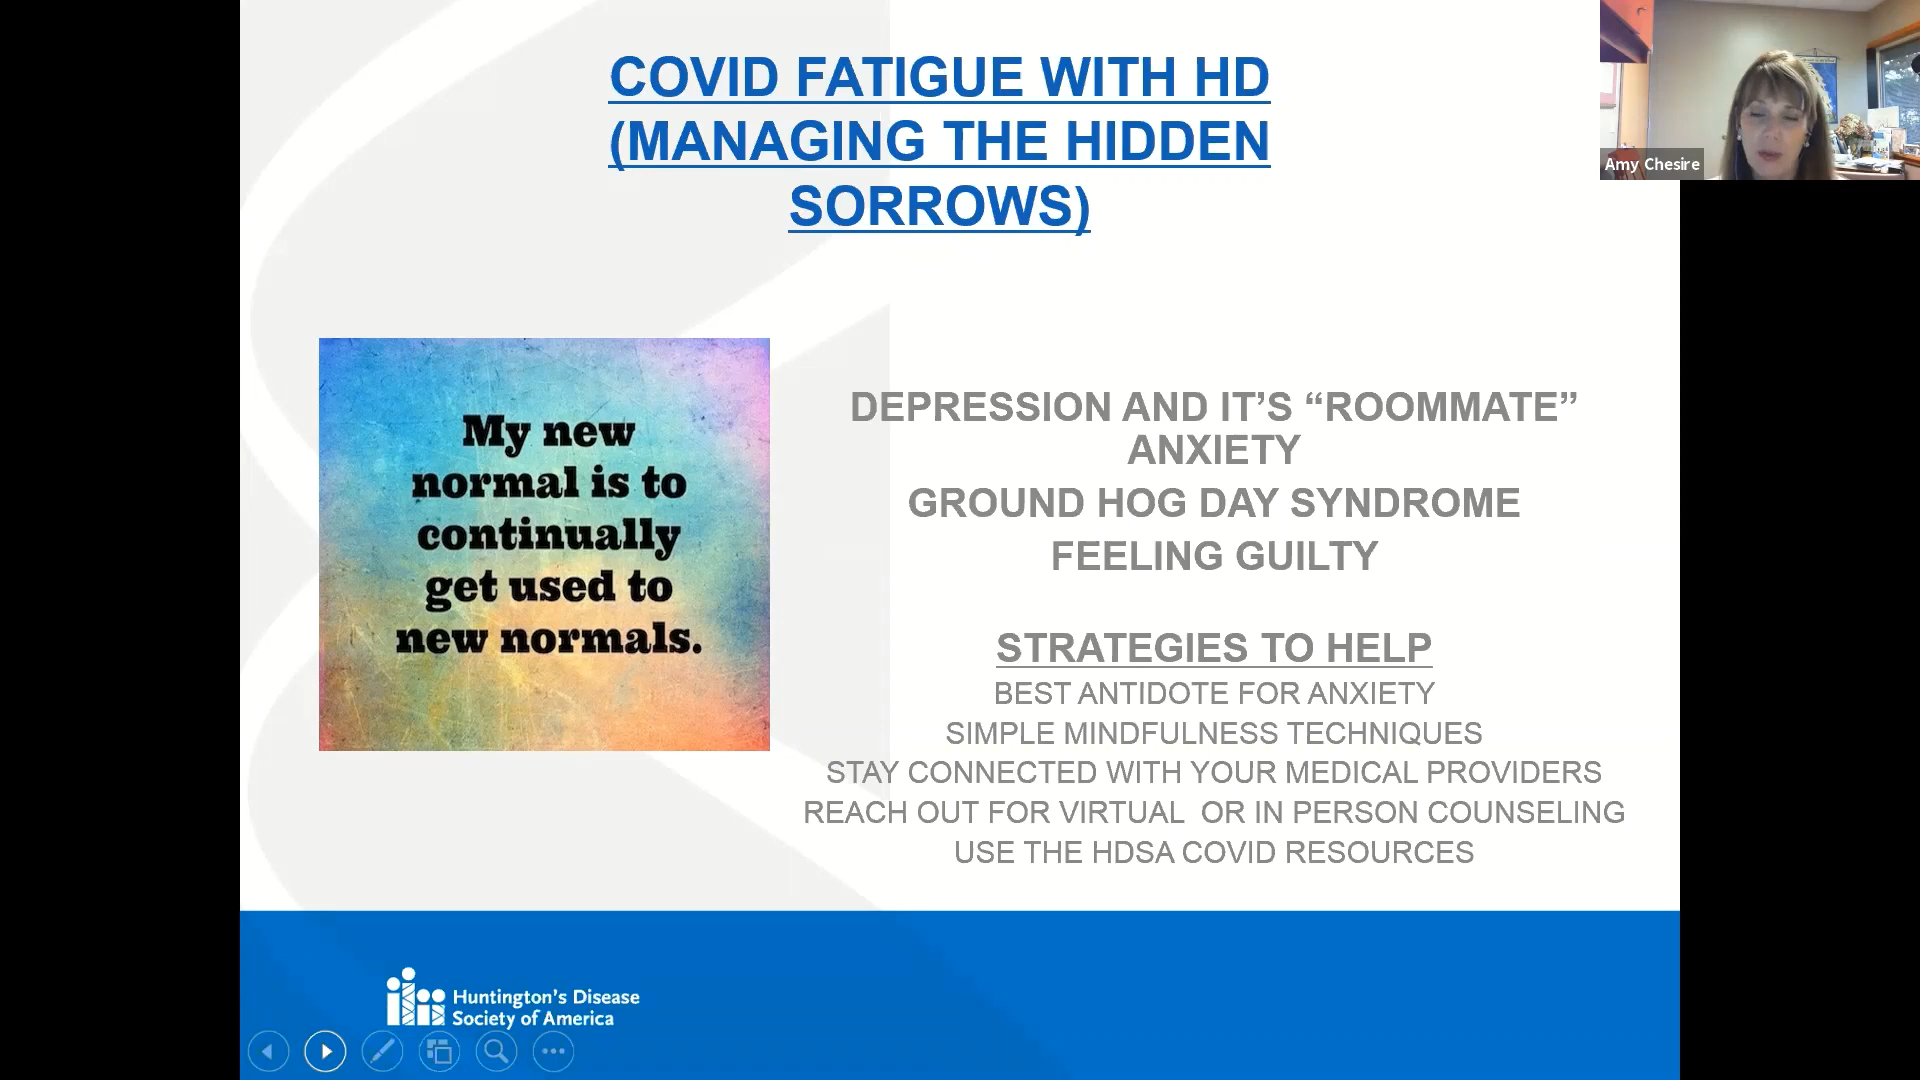 COVID FATIGUE WITH HD
(MANAGING THE HIDDEN
SORROWS)
Amy Chesire
My new
normal is to
continually
get used to
new normals.
DEPRESSION AND IT’S “ROOMMATE”
ANXIETY
GROUND HOG DAY SYNDROME
FEELING GUILTY
STRATEGIES TO HELP
BEST ANTIDOTE FOR ANXIETY
SIMPLE MINDFULNESS TECHNIQUES
STAY CONNECTED WITH YOUR MEDICAL PROVIDERS
REACH OUT FOR VIRTUAL  OR IN PERSON COUNSELING
USE THE HDSA COVID RESOURCES
Huntington’s Disease
Society of America